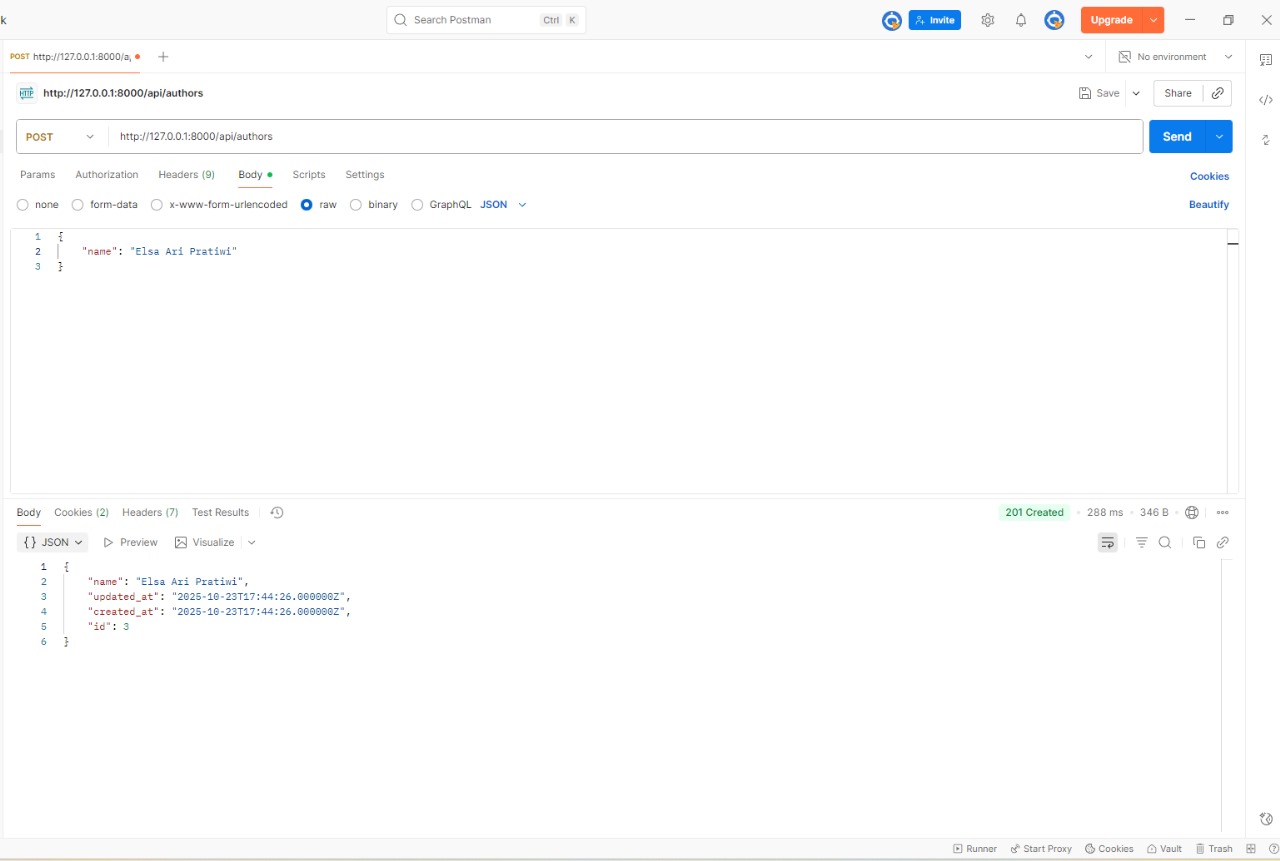 k
Search Postman Ctrl K Invite Upgrade
POST http://127.0.0.1:8000/a No environment
HTTP http://127.0.0.1:8000/api/authors Save Share
POST http://127.0.0.1:8000/api/authors Send
Params Authorization Headers (9) Body Scripts Settings Cookies
none form-data x-www-form-urlencoded raw binary GraphQL JSON Beautify
1 {
2 "name": "Elsa Ari Pratiwi"
3 }
Body Cookies (2) Headers (7) Test Results 201 Created 288 ms 346 B
{} JSON Preview Visualize
1 {
2 "name": "Elsa Ari Pratiwi",
3 "updated_at": "2025-10-23T17:44:26.000000Z",
4 "created_at": "2025-10-23T17:44:26.000000Z",
5 "id": 3
6 }
Runner Start Proxy Cookies Vault Trash